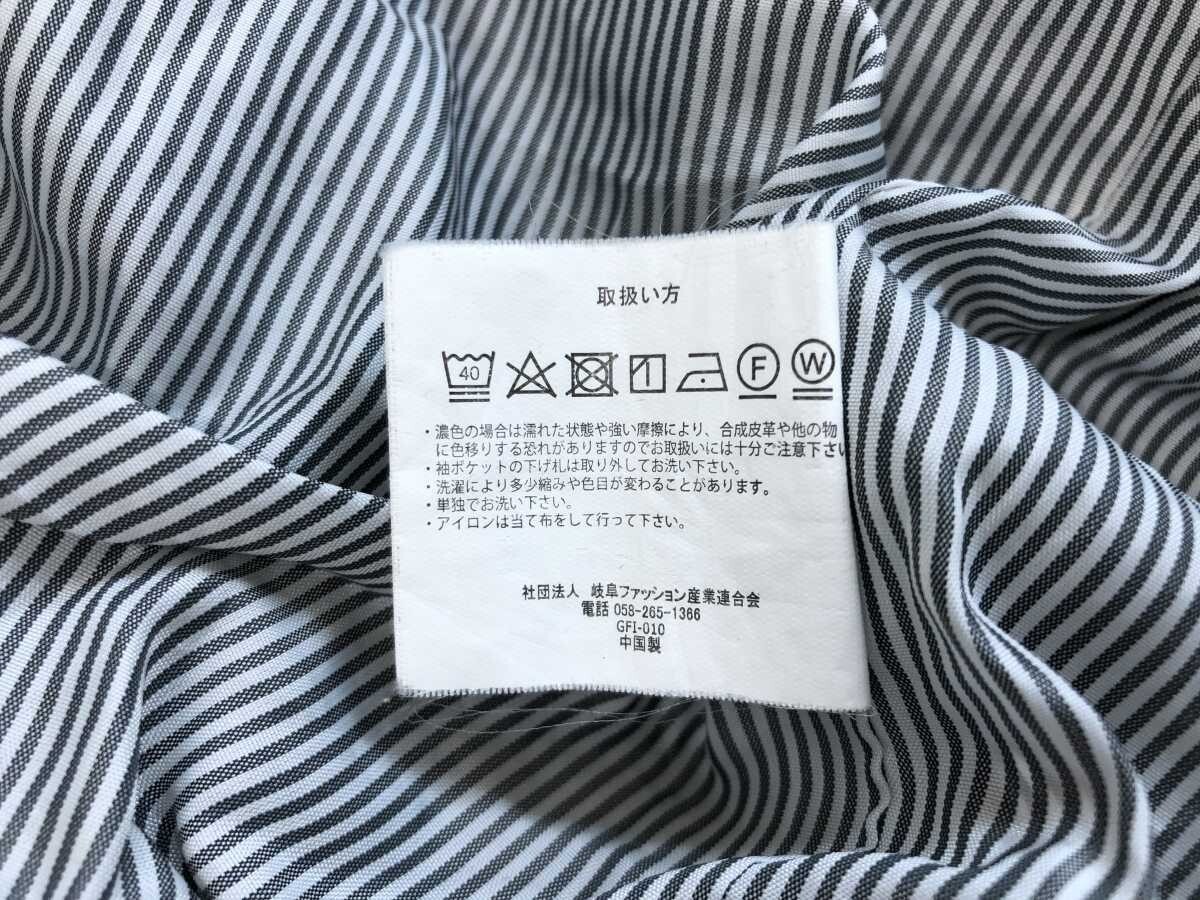 取扱い方
40 F W
・濃色の場合は濡れた状態や強い摩擦により、合成皮革や他の物
に色移りする恐れがありますのでお取扱いには十分ご注意下さい
・袖ポケットの下げ札は取り外してお洗い下さい。
・洗濯により多少縮みや色目が変わることがあります。
・単独でお洗い下さい。
・アイロンは当て布をして行って下さい。
社団法人 岐阜ファッション産業連合会
電話 058-265-1366
GFI-010
中国製